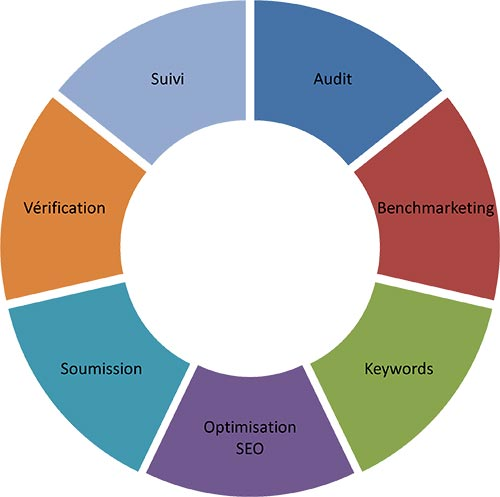 Suivi
Audit
Vérification
Benchmarketing
Soumission
Keywords
Optimisation
SEO